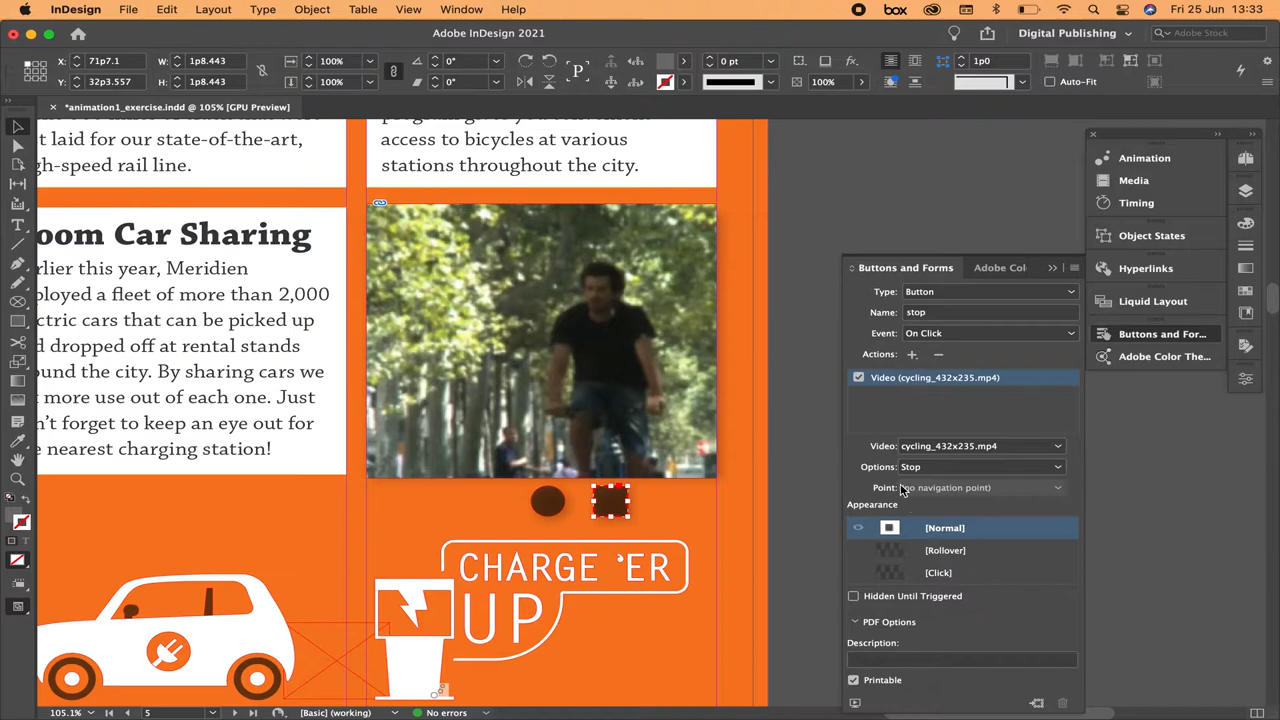 InDesign File Edit Layout Type Object Table View Window Help box Fri 25 Jun 13:33
Adobe InDesign 2021 Digital Publishing Adobe Stock
X: 71p7.1 W: 1p8.443 100% 0° P 0 pt fx. 1p0
Y: 32p3.557 H: 1p8.443 100% 0° 100% Auto-Fit
*animation1_exercise.indd @ 105% [GPU Preview]
t laid for our state-of-the-art,
gh-speed rail line.
access to bicycles at various
stations throughout the city.
oom Car Sharing
rlier this year, Meridien
ployed a fleet of more than 2,000
ctric cars that can be picked up
d dropped off at rental stands
ound the city. By sharing cars we
t more use out of each one. Just
n't forget to keep an eye out for
e nearest charging station!
CHARGE 'ER
UP
Animation
Media
Timing
Object States
Hyperlinks
Liquid Layout
Buttons and For...
Adobe Color The...
Buttons and Forms Adobe Col
Type: Button
Name: stop
Event: On Click
Actions:
Video (cycling_432x235.mp4)
Video: cycling_432x235.mp4
Options: Stop
Point: navigation point)
Appearance
[Normal]
[Rollover]
[Click]
Hidden Until Triggered
PDF Options
Description:
Printable
105.1% 5 [Basic] (working) No errors